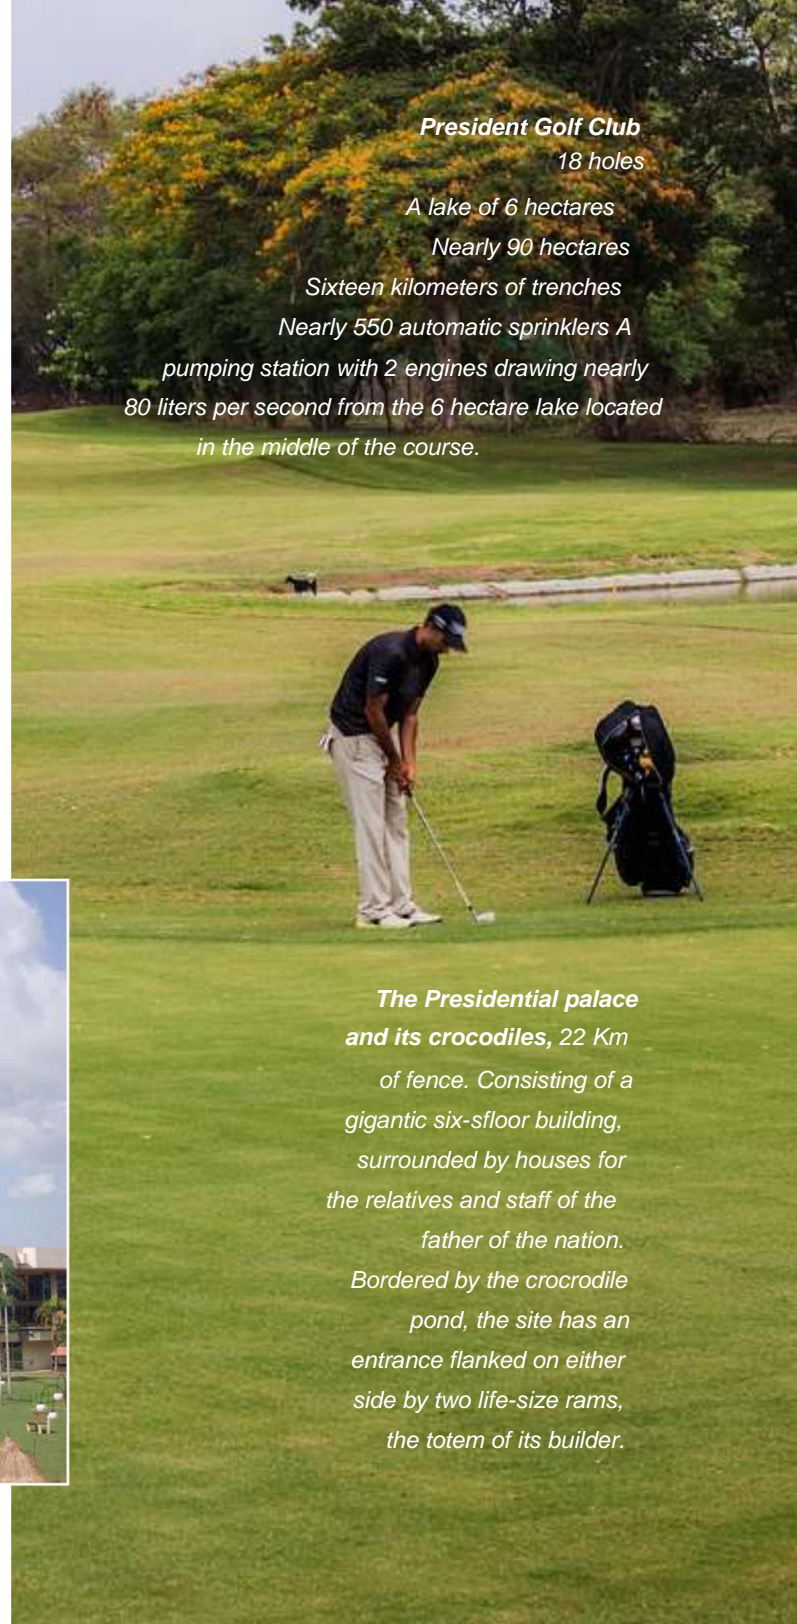 President Golf Club
18 holes
A lake of 6 hectares
Nearly 90 hectares
Sixteen kilometers of trenches
Nearly 550 automatic sprinklers A
pumping station with 2 engines drawing nearly
80 liters per second from the 6 hectare lake located
in the middle of the course.
The Presidential palace
and its crocodiles, 22 Km
of fence. Consisting of a
gigantic six-sfloor building,
surrounded by houses for
the relatives and staff of the
father of the nation.
Bordered by the crocrodile
pond, the site has an
entrance flanked on either
side by two life-size rams,
the totem of its builder.